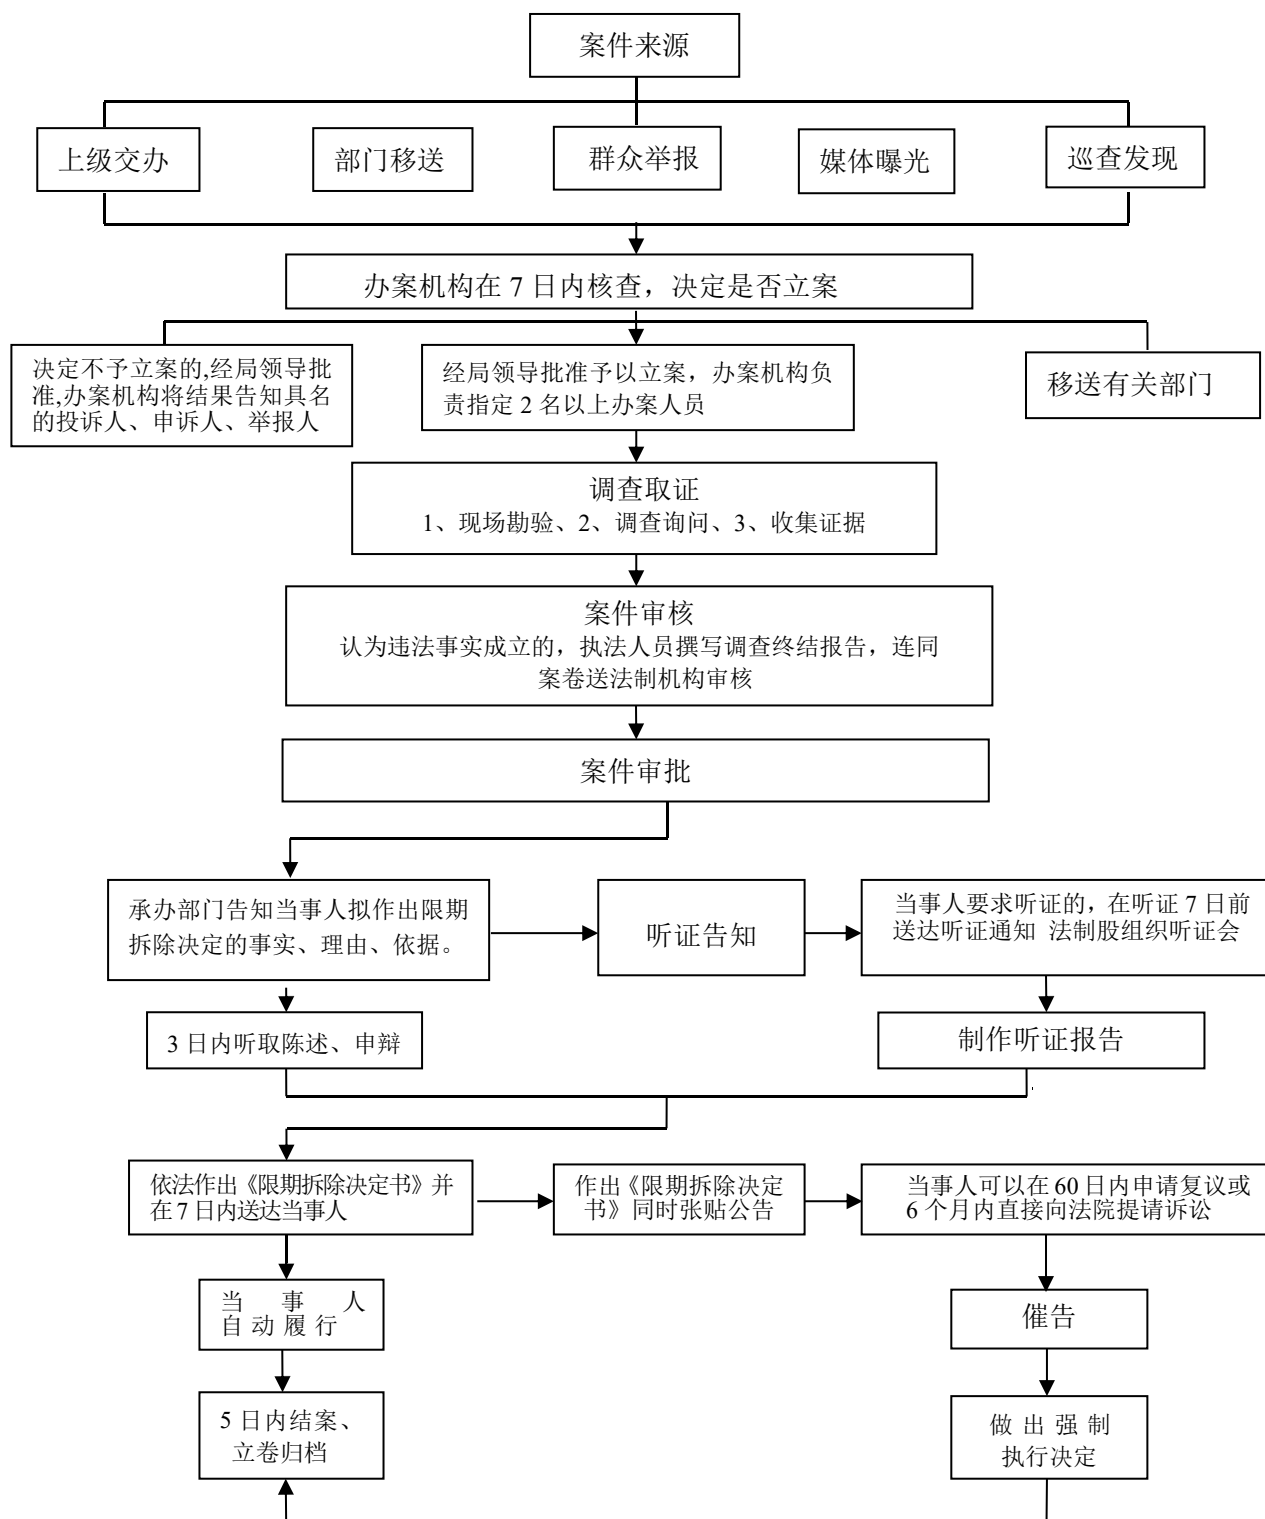 案件来源
上级交办
部门移送
群众举报
媒体曝光
巡查发现
办案机构在 7 日内核查，决定是否立案
决定不予立案的,经局领导批
准,办案机构将结果告知具名
的投诉人、申诉人、举报人
经局领导批准予以立案，办案机构负
责指定 2 名以上办案人员
移送有关部门
调查取证
1、现场勘验、2、调查询问、3、收集证据
案件审核
认为违法事实成立的，执法人员撰写调查终结报告，连同
案卷送法制机构审核
案件审批
承办部门告知当事人拟作出限期
拆除决定的事实、理由、依据。
听证告知
当事人要求听证的，在听证 7 日前
送达听证通知 法制股组织听证会
3 日内听取陈述、申辩
制作听证报告
依法作出《限期拆除决定书》并
在 7 日内送达当事人
作出《限期拆除决定
书》同时张贴公告
当事人可以在 60 日内申请复议或
6 个月内直接向法院提请诉讼
当 事 人
自 动 履 行
催告
5 日内结案、
立卷归档
做 出 强 制
执行决定